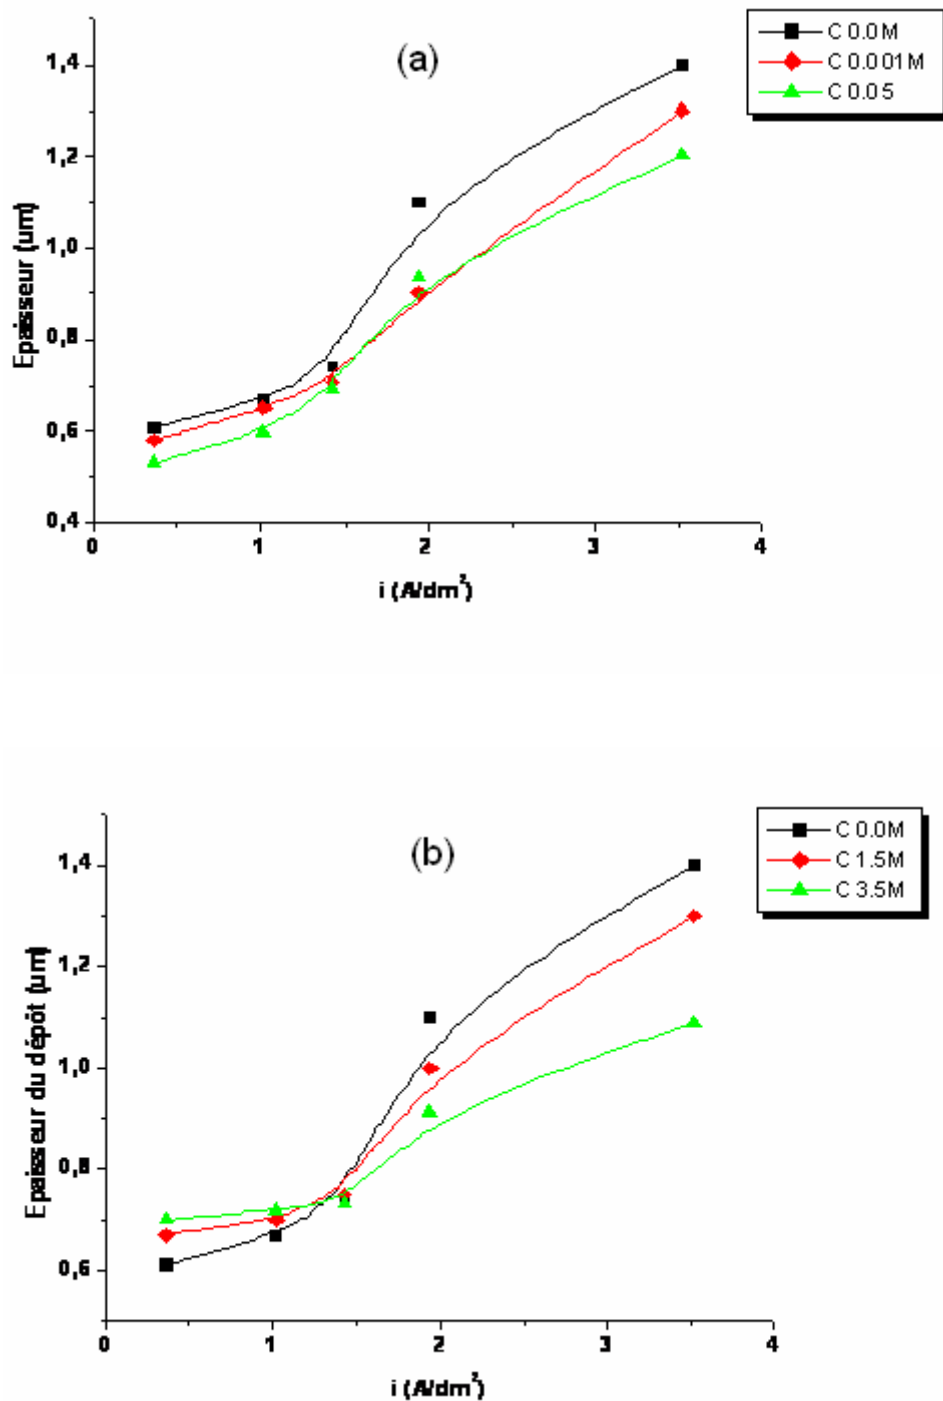 (a)
C 0.0M
C 0.001M
C 0.05
1,4
1,2
1,0
0,8
0,6
0,4
Epaisseur (um)
0
1
2
3
4
i (A/dm²)
(b)
C 0.0M
C 1.5M
C 3.5M
1,4
1,2
1,0
0,8
0,6
Epaisseur du dépôt (µm)
0
1
2
3
4
i (A/dm²)